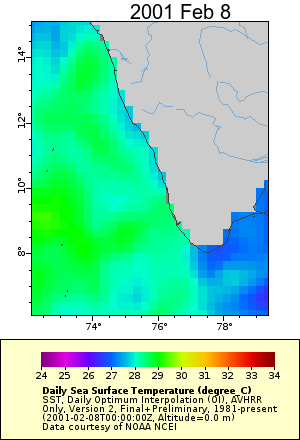 2001 Feb 8
14°
12°
10°
8°
74° 76° 78°
24 25 26 27 28 29 30 31 32 33 34
Daily Sea Surface Temperature (degree_C)
SST, Daily Optimum Interpolation (OI), AVHRR
Only, Version 2, Final+Preliminary, 1981-present
(2001-02-08T00:00:00Z, Altitude=0.0 m)
Data courtesy of NOAA NCEI